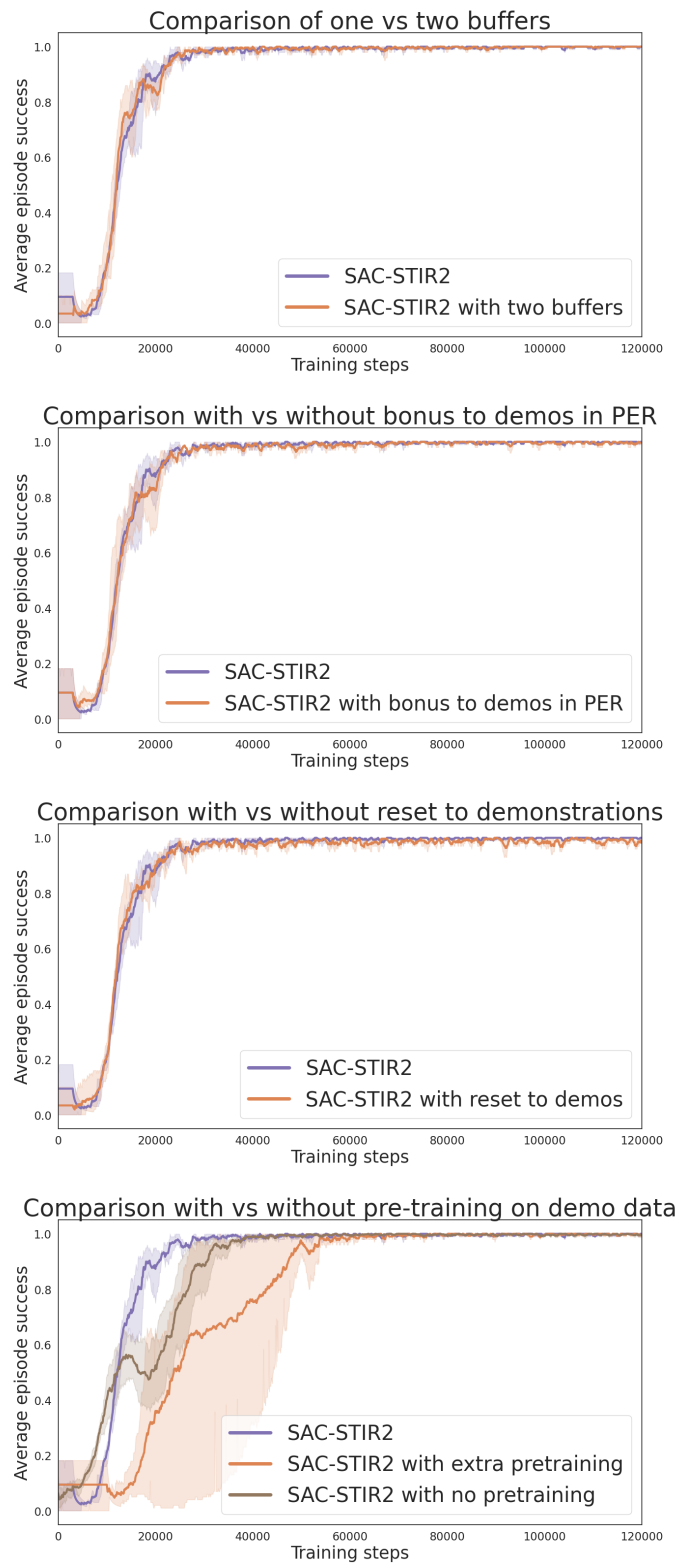 Comparison of one vs two buffers
1.0
0.8
0.6
0.4
0.2
0.0
Average episode success
SAC-STIR2
SAC-STIR2 with two buffers
0 20000 40000 60000 80000 100000 120000
Training steps
Comparison with vs without bonus to demos in PER
1.0
0.8
0.6
0.4
0.2
0.0
Average episode success
SAC-STIR2
SAC-STIR2 with bonus to demos in PER
0 20000 40000 60000 80000 100000 120000
Training steps
Comparison with vs without reset to demonstrations
1.0
0.8
0.6
0.4
0.2
0.0
Average episode success
SAC-STIR2
SAC-STIR2 with reset to demos
0 20000 40000 60000 80000 100000 120000
Training steps
Comparison with vs without pre-training on demo data
1.0
0.8
0.6
0.4
0.2
0.0
Average episode success
SAC-STIR2
SAC-STIR2 with extra pretraining
SAC-STIR2 with no pretraining
0 20000 40000 60000 80000 100000 120000
Training steps